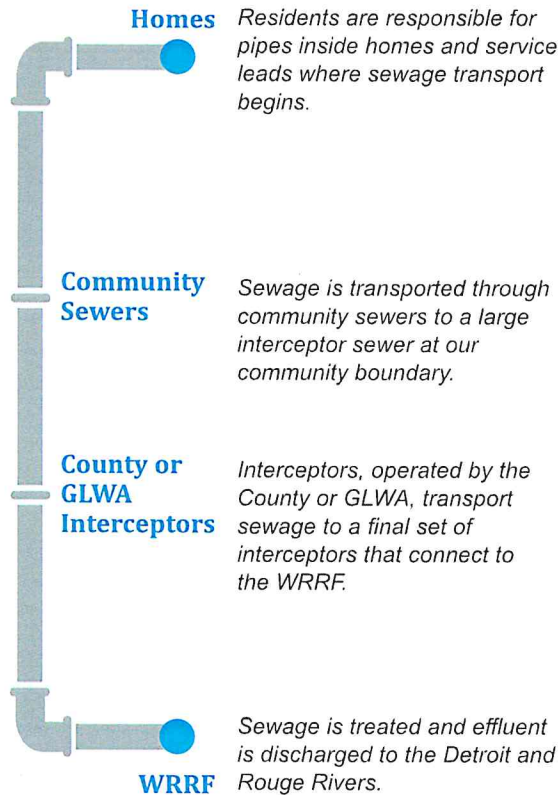 Homes
Residents are responsible for
pipes inside homes and service
leads where sewage transport
begins.
Community
Sewers
Sewage is transported through
community sewers to a large
interceptor sewer at our
community boundary.
County or
GLWA
Interceptors
Interceptors, operated by the
County or GLWA, transport
sewage to a final set of
interceptors that connect to
the WRRF.
WRRF
Sewage is treated and effluent
is discharged to the Detroit and
Rouge Rivers.